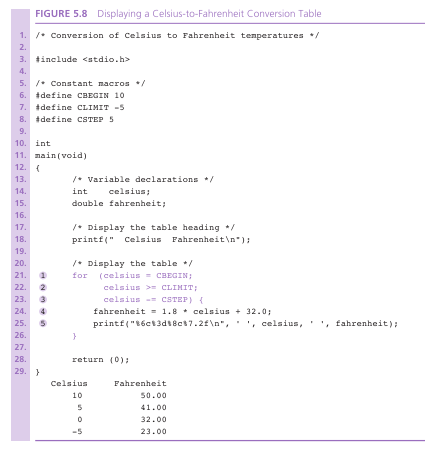 FIGURE 5.8 Displaying a Celsius-to-Fahrenheit Conversion Table
1. /* Conversion of Celsius to Fahrenheit temperatures */
2.
3. #include <stdio.h>
4.
5. /* Constant macros */
6. #define CBEGIN 10
7. #define CLIMIT -5
8. #define CSTEP 5
9.
10. int
11. main(void)
12. {
13. /* Variable declarations */
14. int    celsius;
15. double fahrenheit;
16.
17. /* Display the table heading */
18. printf("  Celsius  Fahrenheit\n");
19.
20. /* Display the table */
21. 1 for  (celsius = CBEGIN;
22. 2 celsius >= CLIMIT;
23. 3 celsius -= CSTEP) {
24. 4 fahrenheit = 1.8 * celsius + 32.0;
25. 5 printf("%6c%3d%8c%7.2f\n", ' ', celsius, ' ', fahrenheit);
26. }
27.
28. return (0);
29. }
Celsius Fahrenheit
10 50.00
5 41.00
0 32.00
-5 23.00